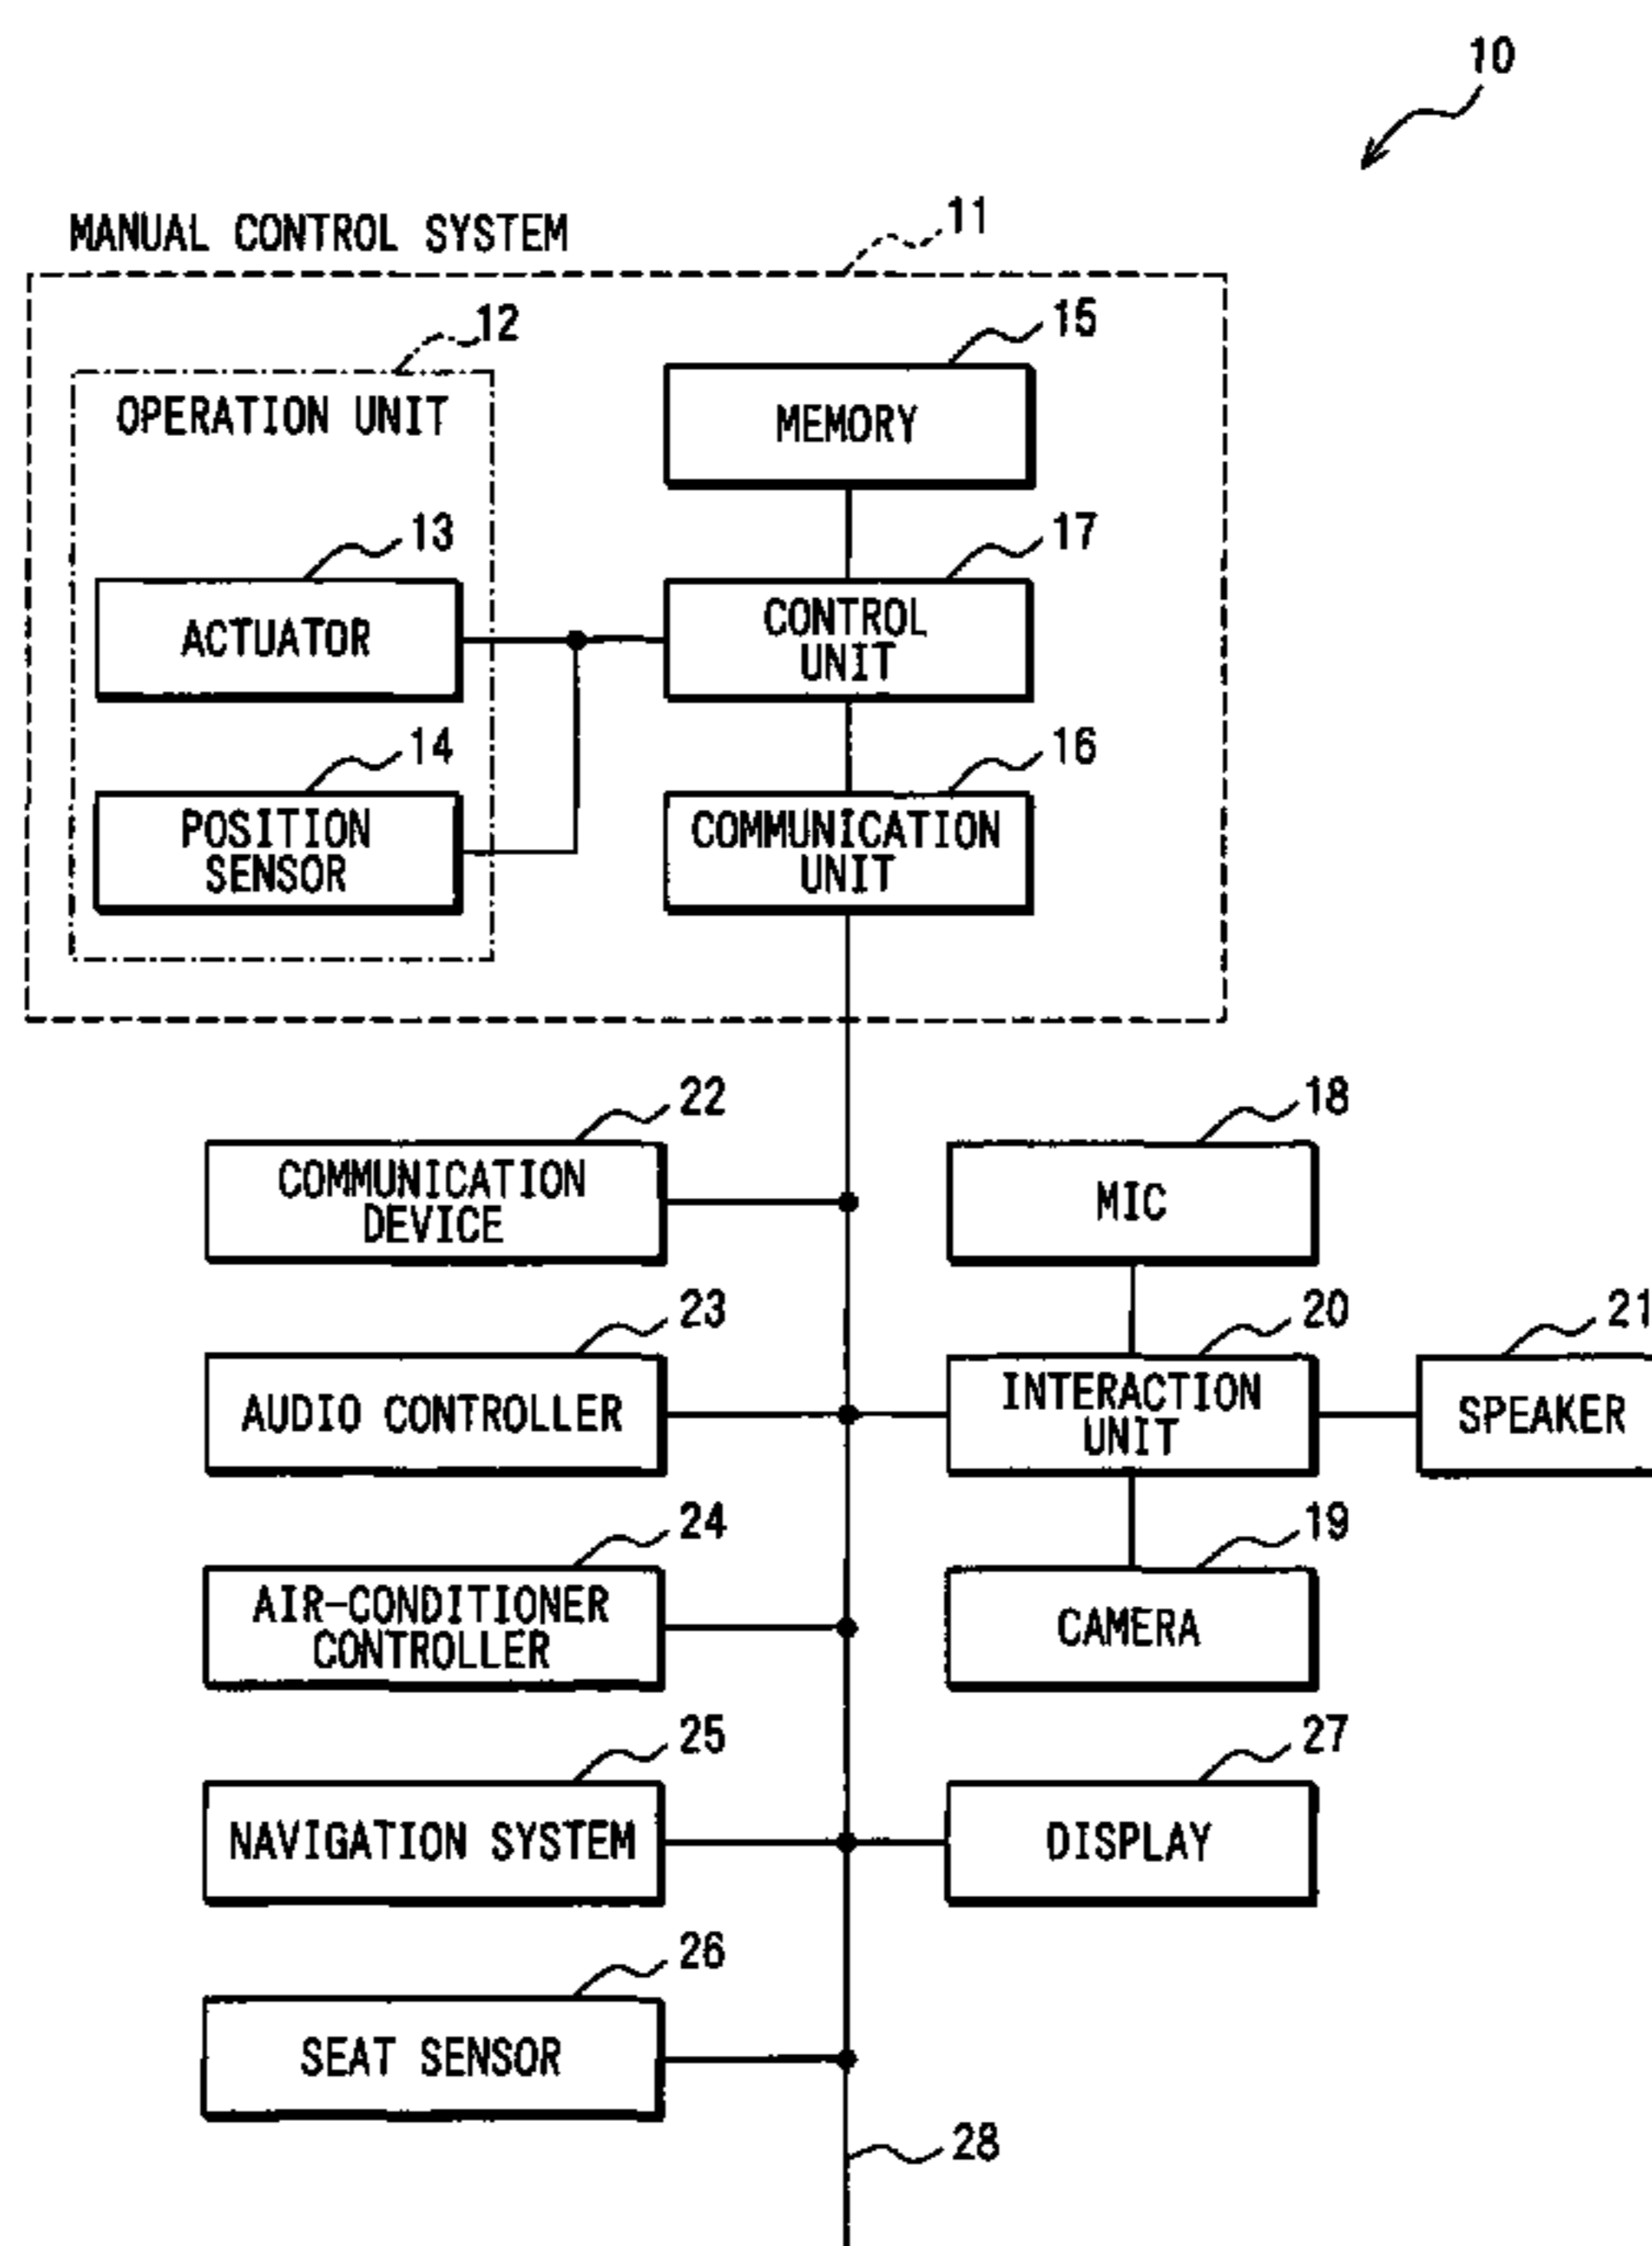 10
MANUAL CONTROL SYSTEM
11
12
OPERATION UNIT
15
MEMORY
13
ACTUATOR
17
CONTROL
UNIT
14
POSITION
SENSOR
16
COMMUNICATION
UNIT
22
COMMUNICATION
DEVICE
18
MIC
23
AUDIO CONTROLLER
20
INTERACTION
UNIT
21
SPEAKER
24
AIR-CONDITIONER
CONTROLLER
19
CAMERA
25
NAVIGATION SYSTEM
27
DISPLAY
26
SEAT SENSOR
28